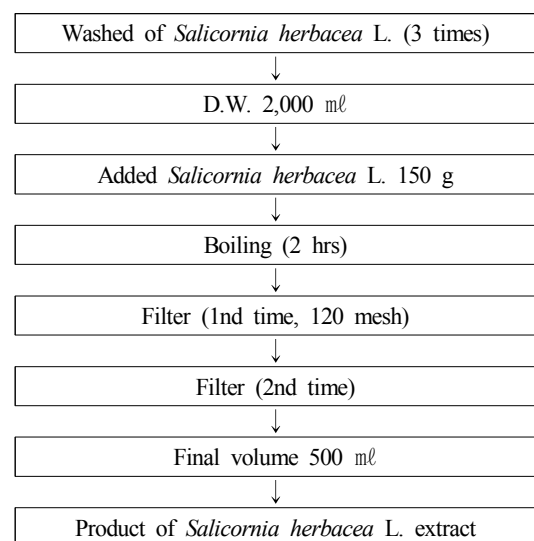 Washed of Salicornia herbacea L. (3 times)
D.W. 2,000 ㎖
Added Salicornia herbacea L. 150 g
Boiling (2 hrs)
Filter (1nd time, 120 mesh)
Filter (2nd time)
Final volume 500 ㎖
Product of Salicornia herbacea L. extract